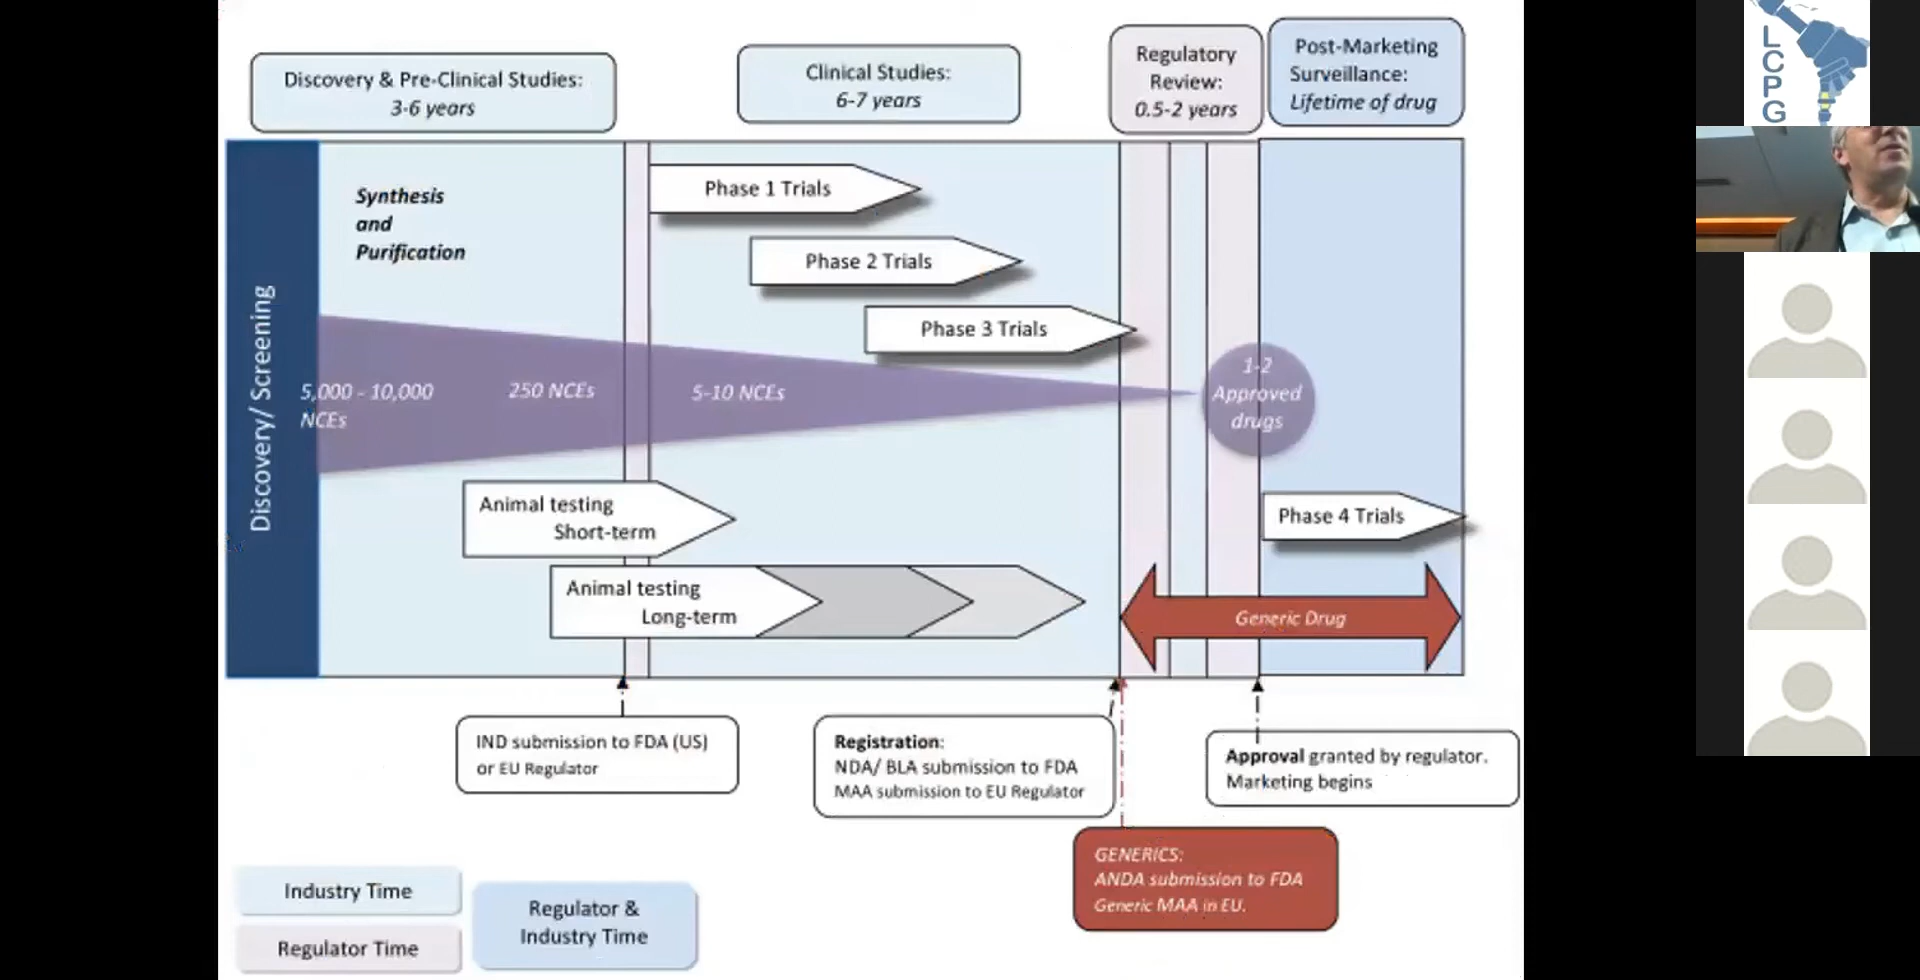 Discovery & Pre-Clinical Studies:
3-6 years
Clinical Studies:
6-7 years
Regulatory
Review:
0.5-2 years
Post-Marketing
Surveillance:
Lifetime of drug
LCPG
Discovery/ Screening
Synthesis
and
Purification
Phase 1 Trials
Phase 2 Trials
Phase 3 Trials
5,000 - 10,000
NCEs
250 NCEs
5-10 NCEs
1-2
Approved
drugs
Animal testing
Short-term
Animal testing
Long-term
Phase 4 Trials
Generic Drug
IND submission to FDA (US)
or EU Regulator
Registration:
NDA/ BLA submission to FDA
MAA submission to EU Regulator
Approval granted by regulator.
Marketing begins
GENERICS:
ANDA submission to FDA
Generic MAA in EU.
Industry Time
Regulator Time
Regulator &
Industry Time